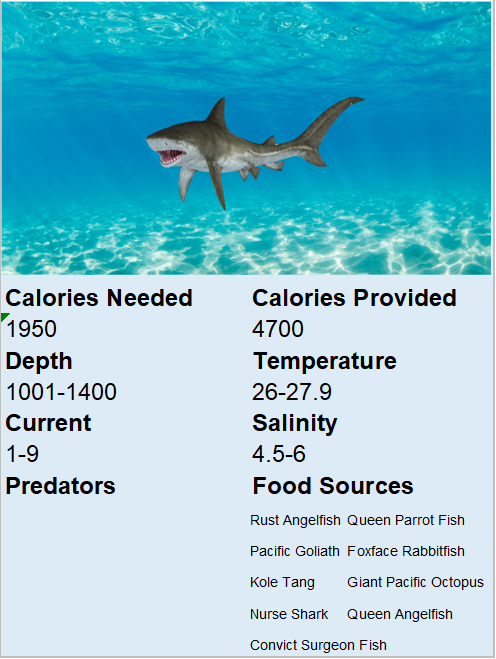 Calories Needed Calories Provided
1950 4700
Depth Temperature
1001-1400 26-27.9
Current Salinity
1-9 4.5-6
Predators Food Sources
Rust Angelfish Queen Parrot Fish
Pacific Goliath Foxface Rabbitfish
Kole Tang Giant Pacific Octopus
Nurse Shark Queen Angelfish
Convict Surgeon Fish